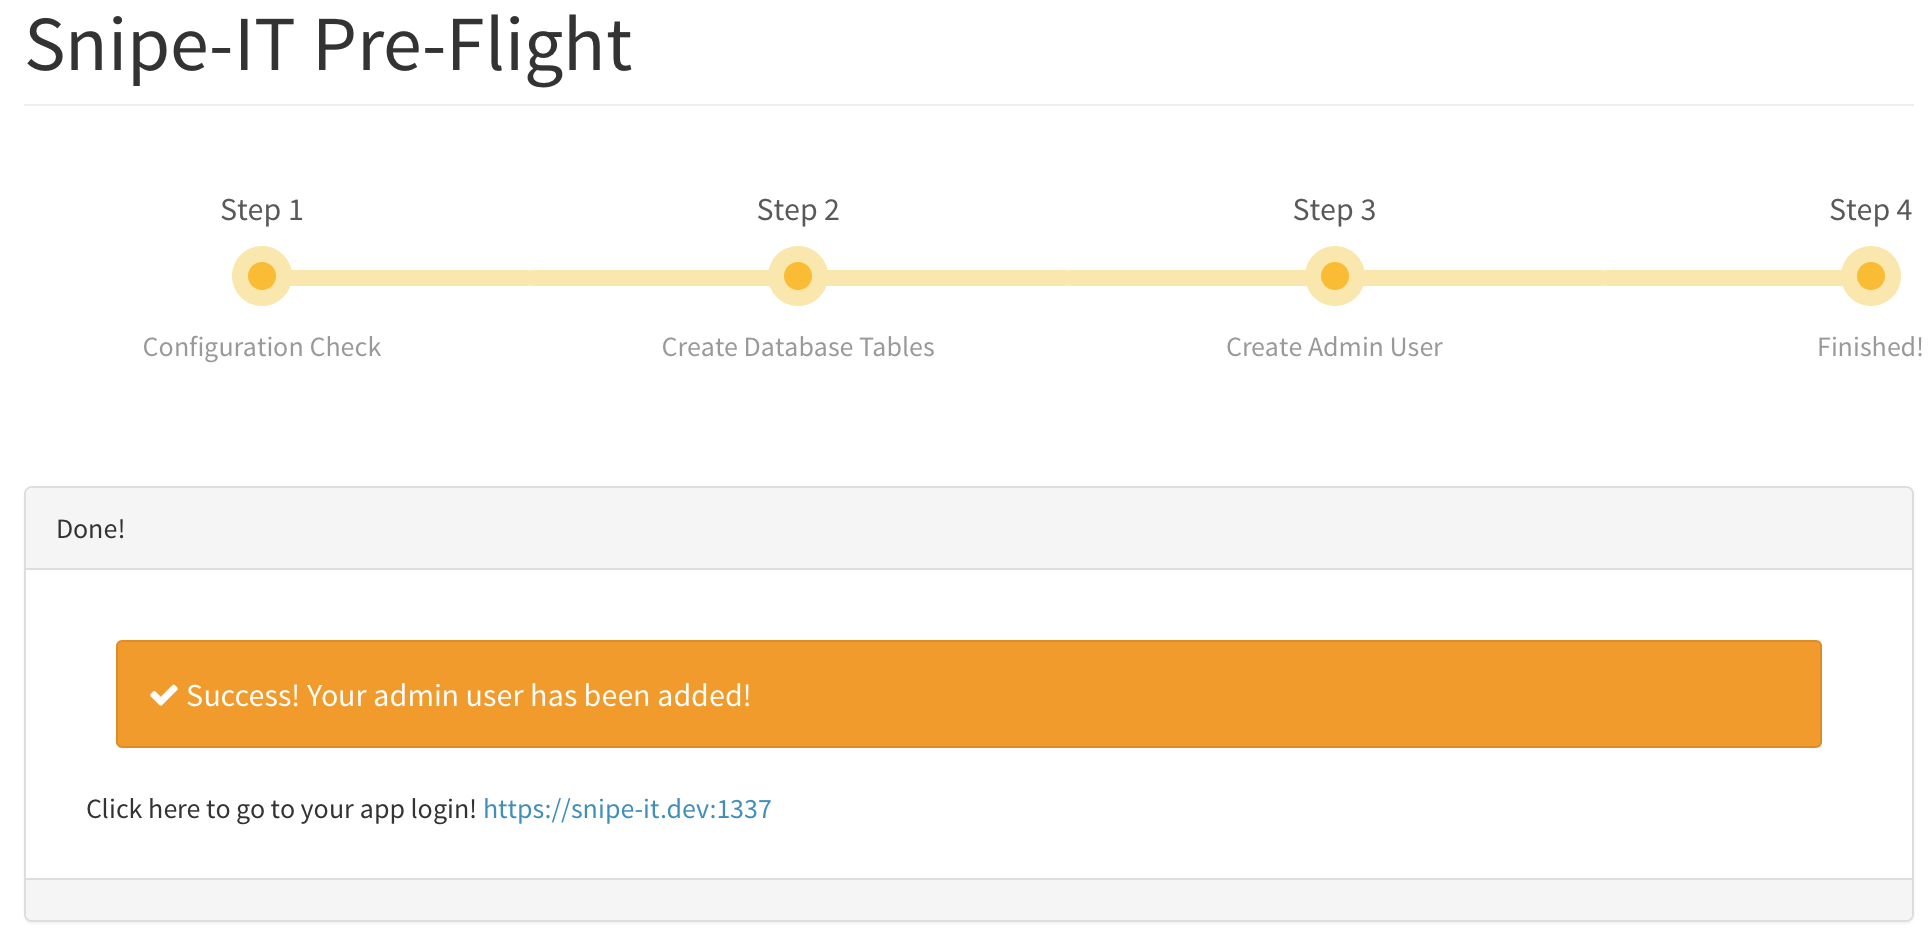 Snipe-IT Pre-Flight
Step 1
Step 2
Step 3
Step 4
Configuration Check
Create Database Tables
Create Admin User
Finished!
Done!
Success! Your admin user has been added!
Click here to go to your app login! https://snipe-it.dev:1337